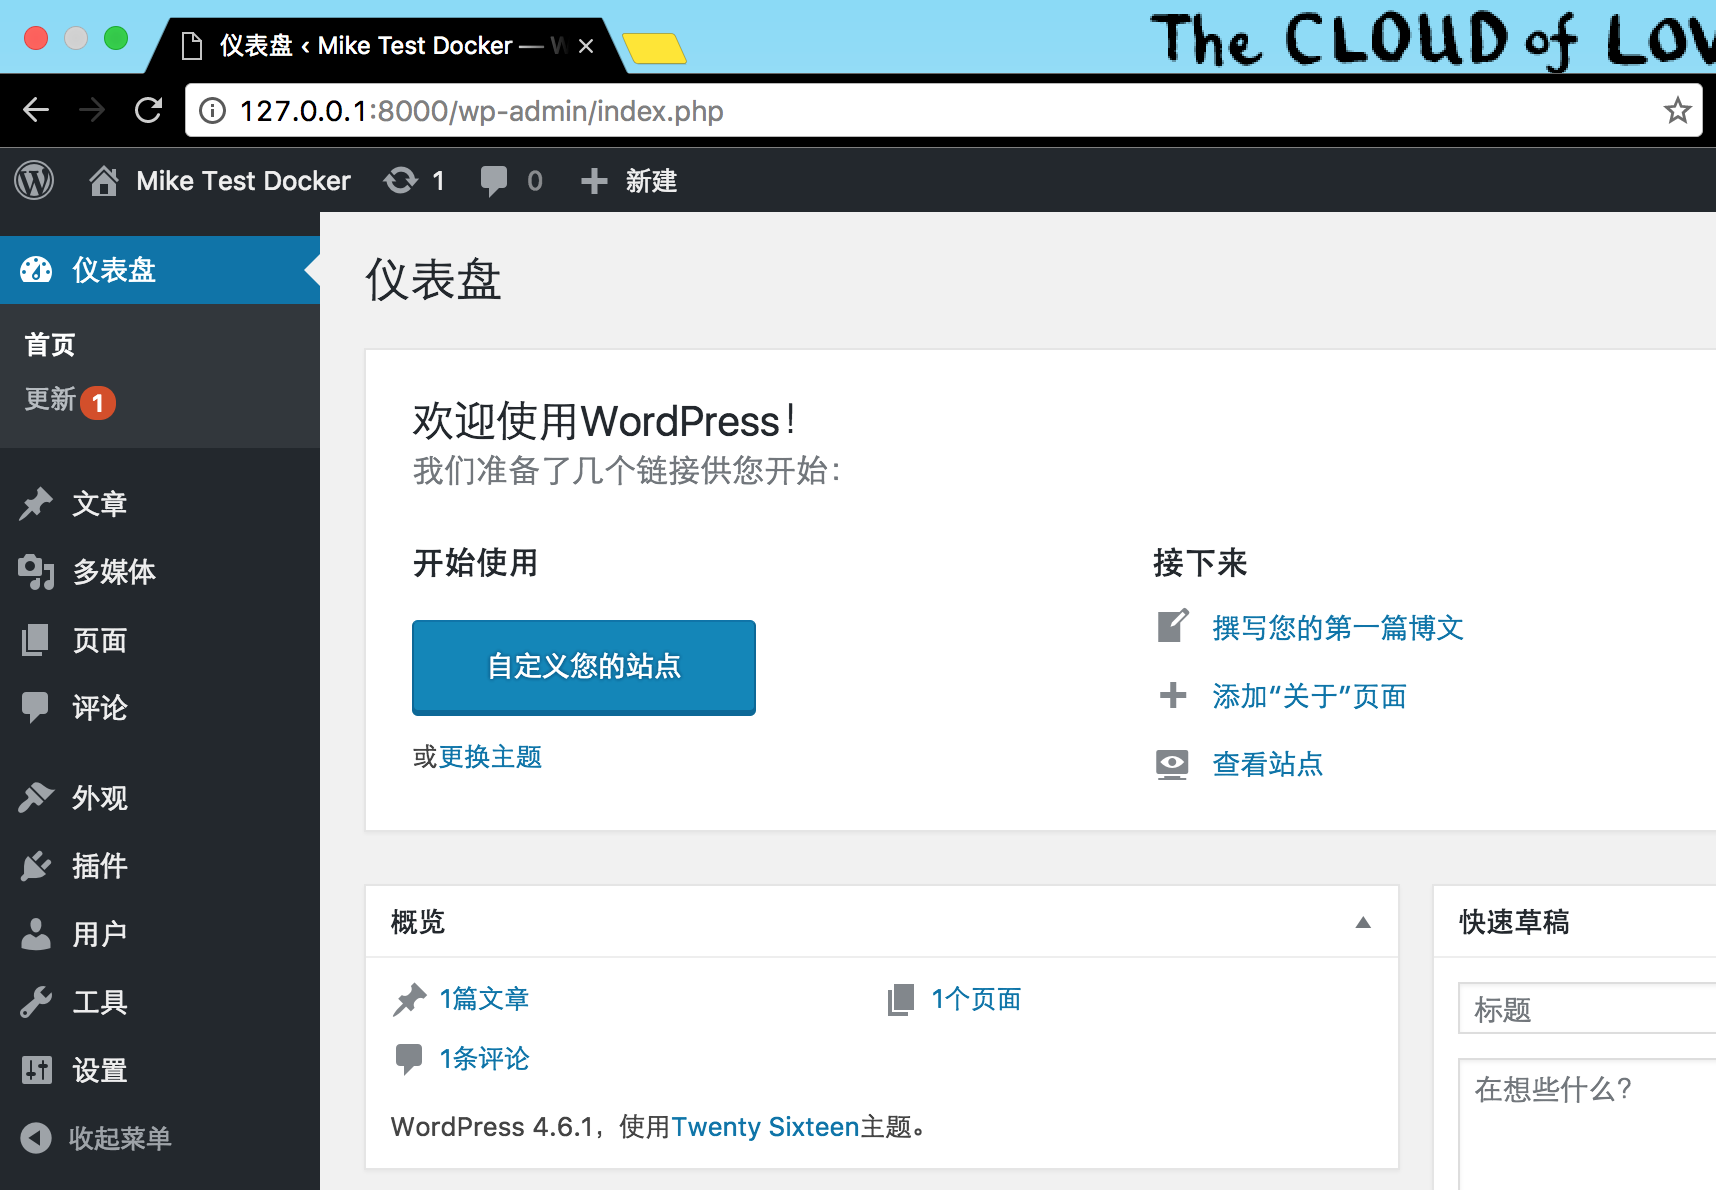 The CLOUD of LOV
仪表盘 ‹ Mike Test Docker — W
127.0.0.1:8000/wp-admin/index.php
Mike Test Docker 1 0 新建
仪表盘
首页
更新 1
文章
多媒体
页面
评论
外观
插件
用户
工具
设置
收起菜单
仪表盘
欢迎使用WordPress！
我们准备了几个链接供您开始：
开始使用
自定义您的站点
或更换主题
接下来
撰写您的第一篇博文
添加“关于”页面
查看站点
概览
1篇文章
1个页面
1条评论
WordPress 4.6.1，使用Twenty Sixteen主题。
快速草稿
标题
在想些什么？